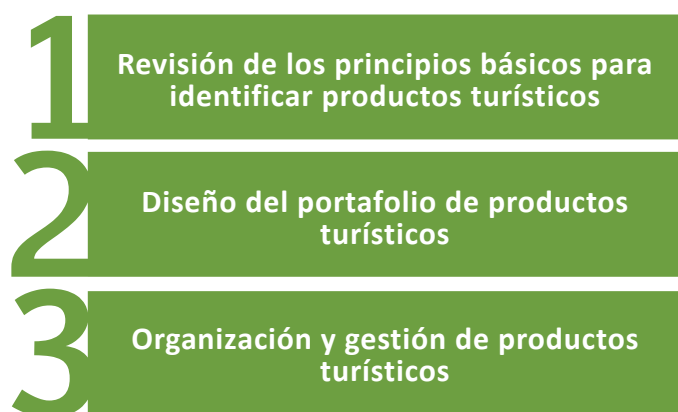 1
Revisión de los principios básicos para
identificar productos turísticos
2
Diseño del portafolio de productos
turísticos
3
Organización y gestión de productos
turísticos